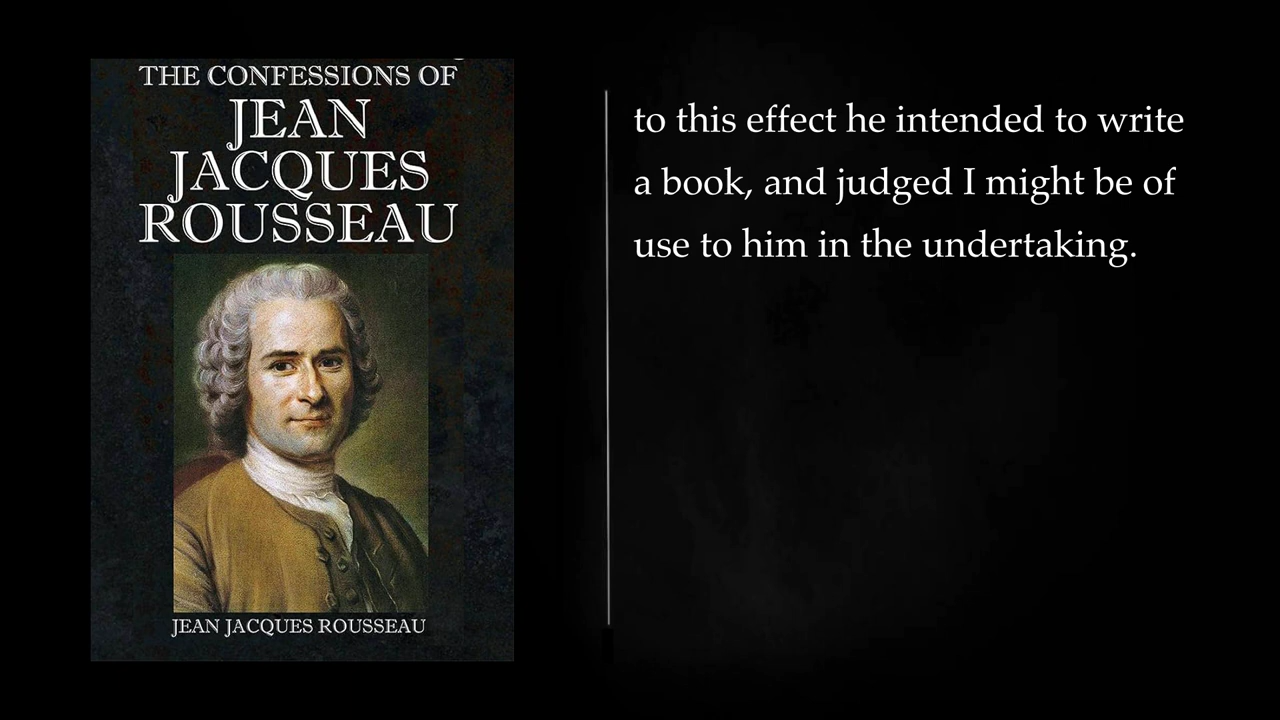 THE CONFESSIONS OF
JEAN
JACQUES
ROUSSEAU
JEAN JACQUES ROUSSEAU
to this effect he intended to write
a book, and judged I might be of
use to him in the undertaking.